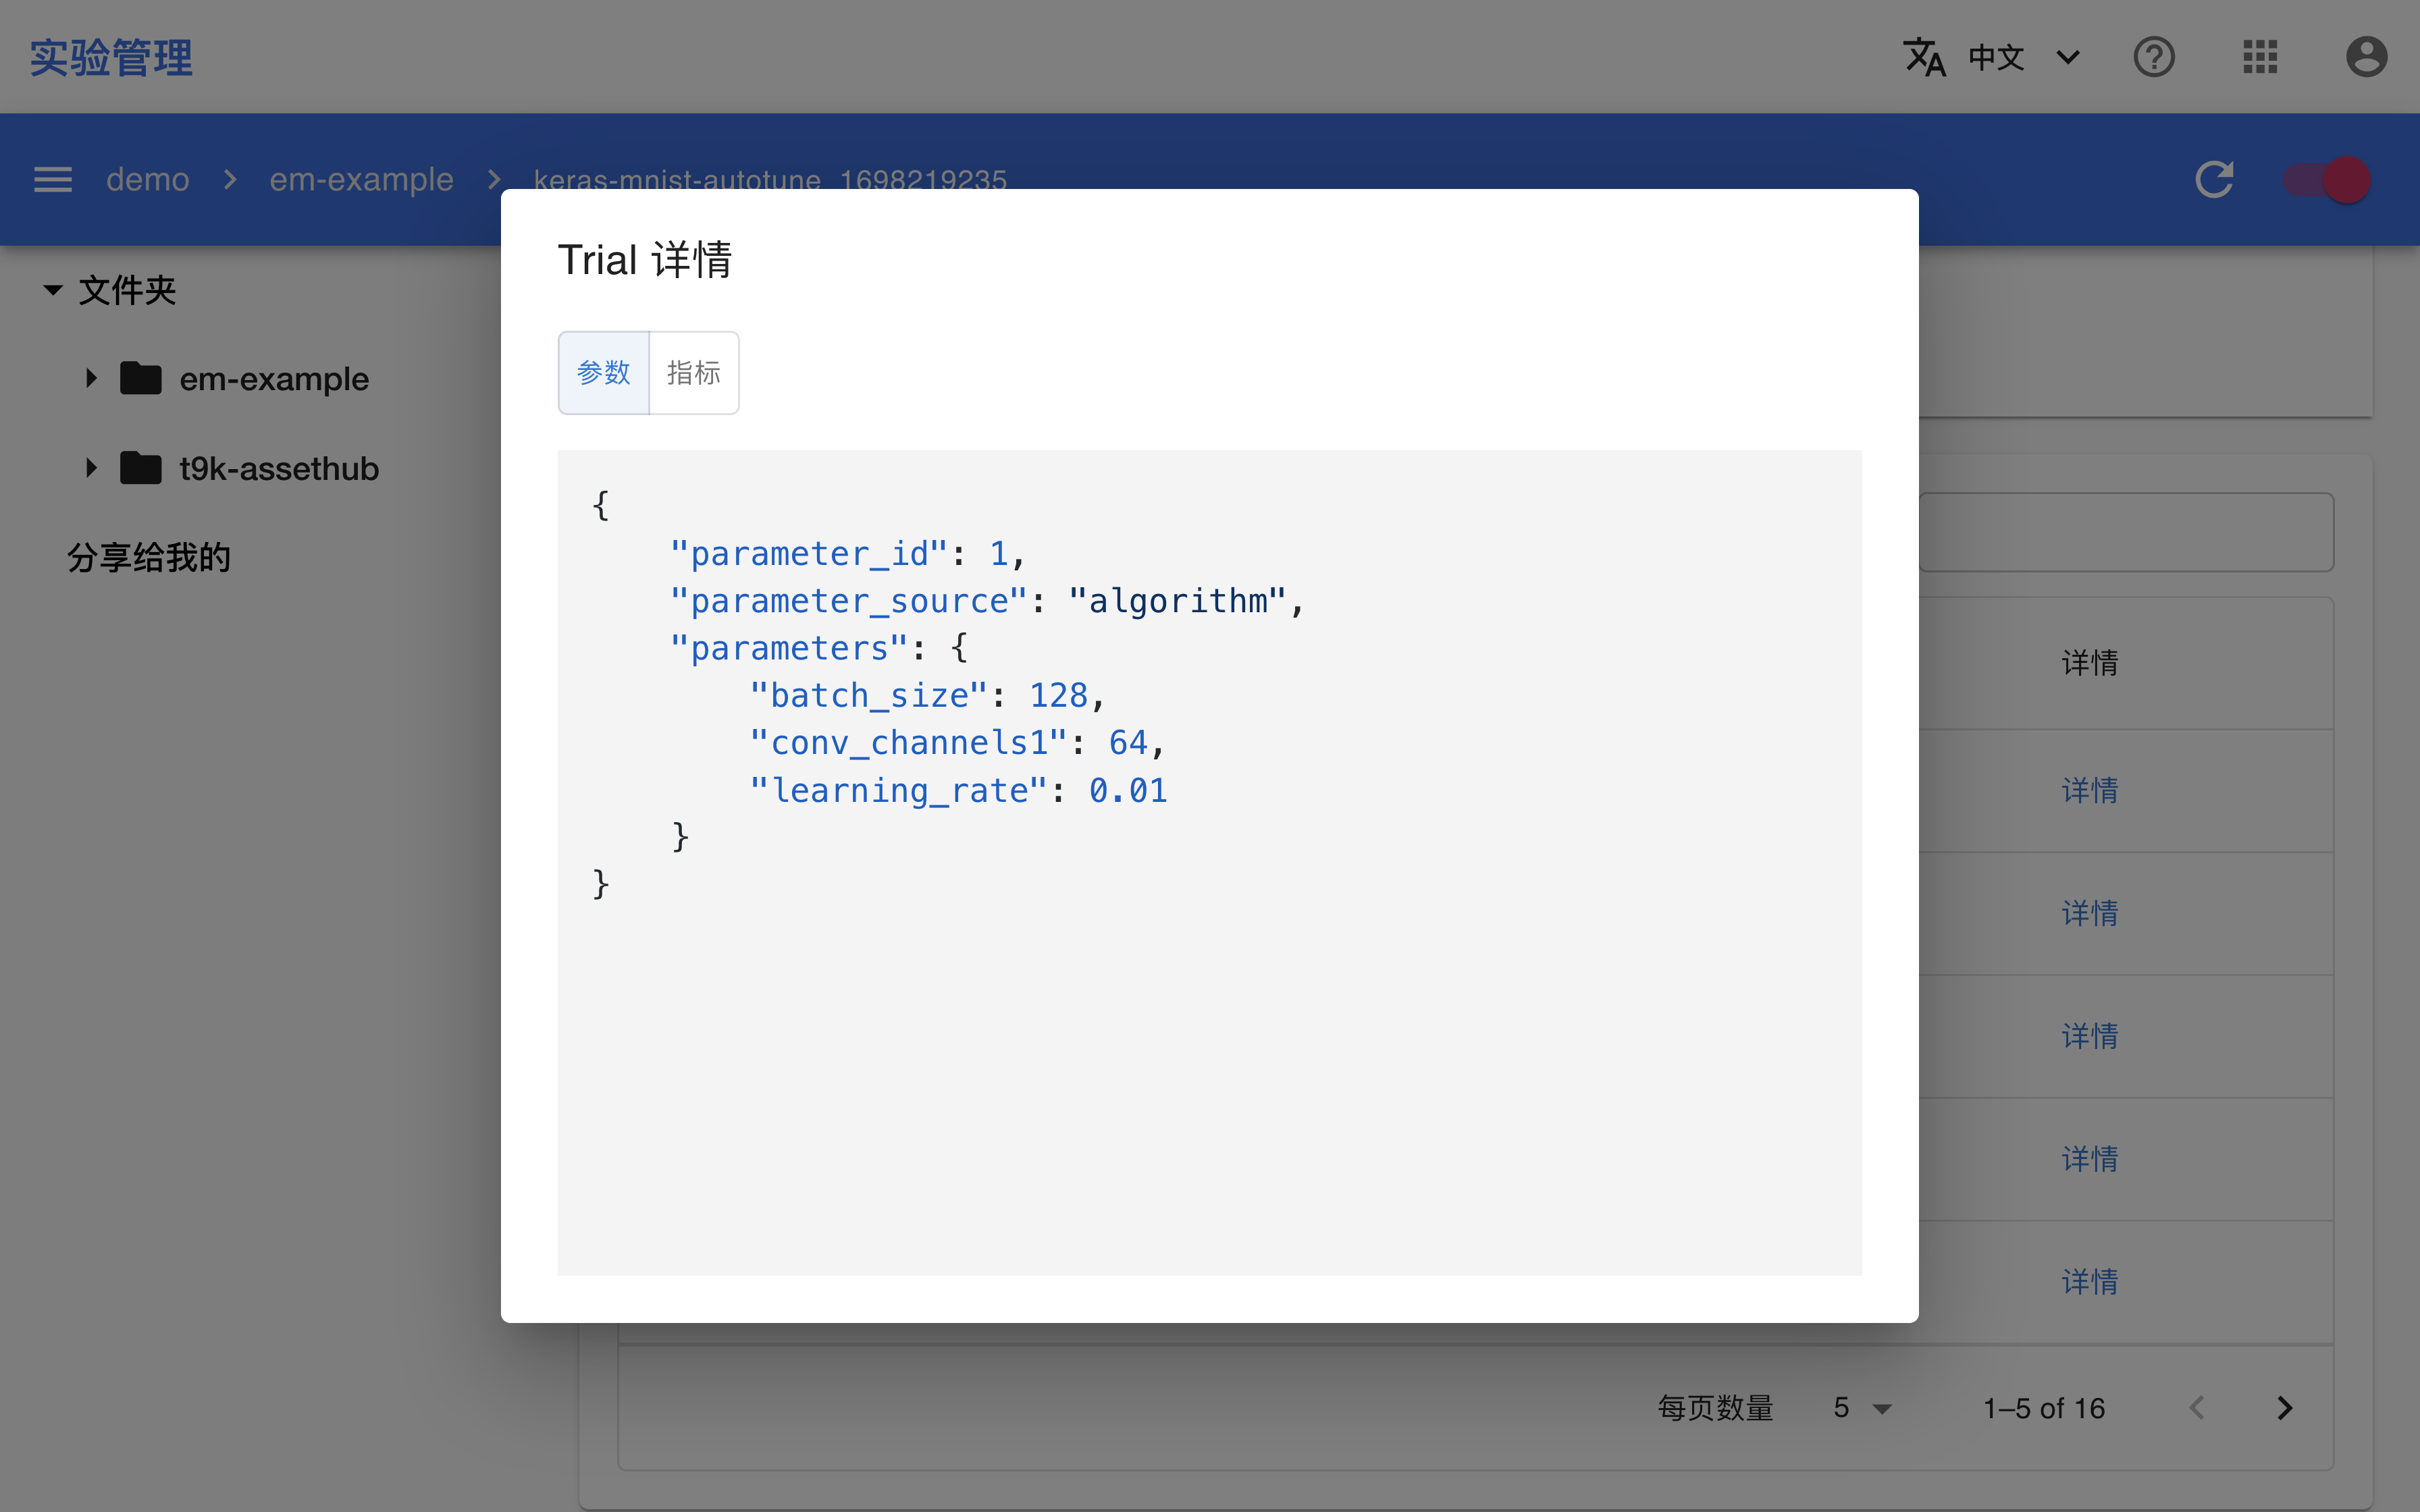 实验管理
中文
demo > em-example > keras-mnist-autotune_1698219235
文件夹
em-example
t9k-assethub
分享给我的
Trial 详情
参数 指标
{
    "parameter_id": 1,
    "parameter_source": "algorithm",
    "parameters": {
        "batch_size": 128,
        "conv_channels1": 64,
        "learning_rate": 0.01
    }
}
详情
详情
详情
详情
详情
详情
每页数量 5 1–5 of 16